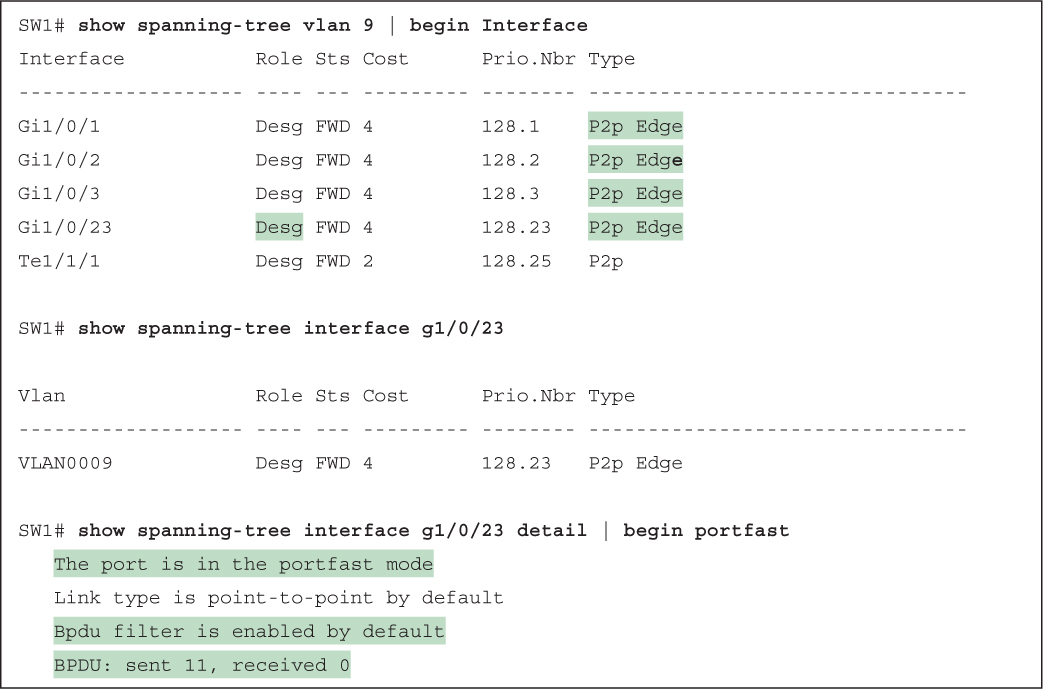 SW1# show spanning-tree vlan 9 | begin Interface
Interface           Role Sts Cost      Prio.Nbr Type
------------------- ---- --- --------- -------- --------------------------------
Gi1/0/1             Desg FWD 4         128.1    P2p Edge
Gi1/0/2             Desg FWD 4         128.2    P2p Edge
Gi1/0/3             Desg FWD 4         128.3    P2p Edge
Gi1/0/23            Desg FWD 4         128.23   P2p Edge
Te1/1/1             Desg FWD 2         128.25   P2p
SW1# show spanning-tree interface g1/0/23
Vlan                Role Sts Cost      Prio.Nbr Type
------------------- ---- --- --------- -------- --------------------------------
VLAN0009            Desg FWD 4         128.23   P2p Edge
SW1# show spanning-tree interface g1/0/23 detail | begin portfast
   The port is in the portfast mode
   Link type is point-to-point by default
   Bpdu filter is enabled by default
   BPDU: sent 11, received 0